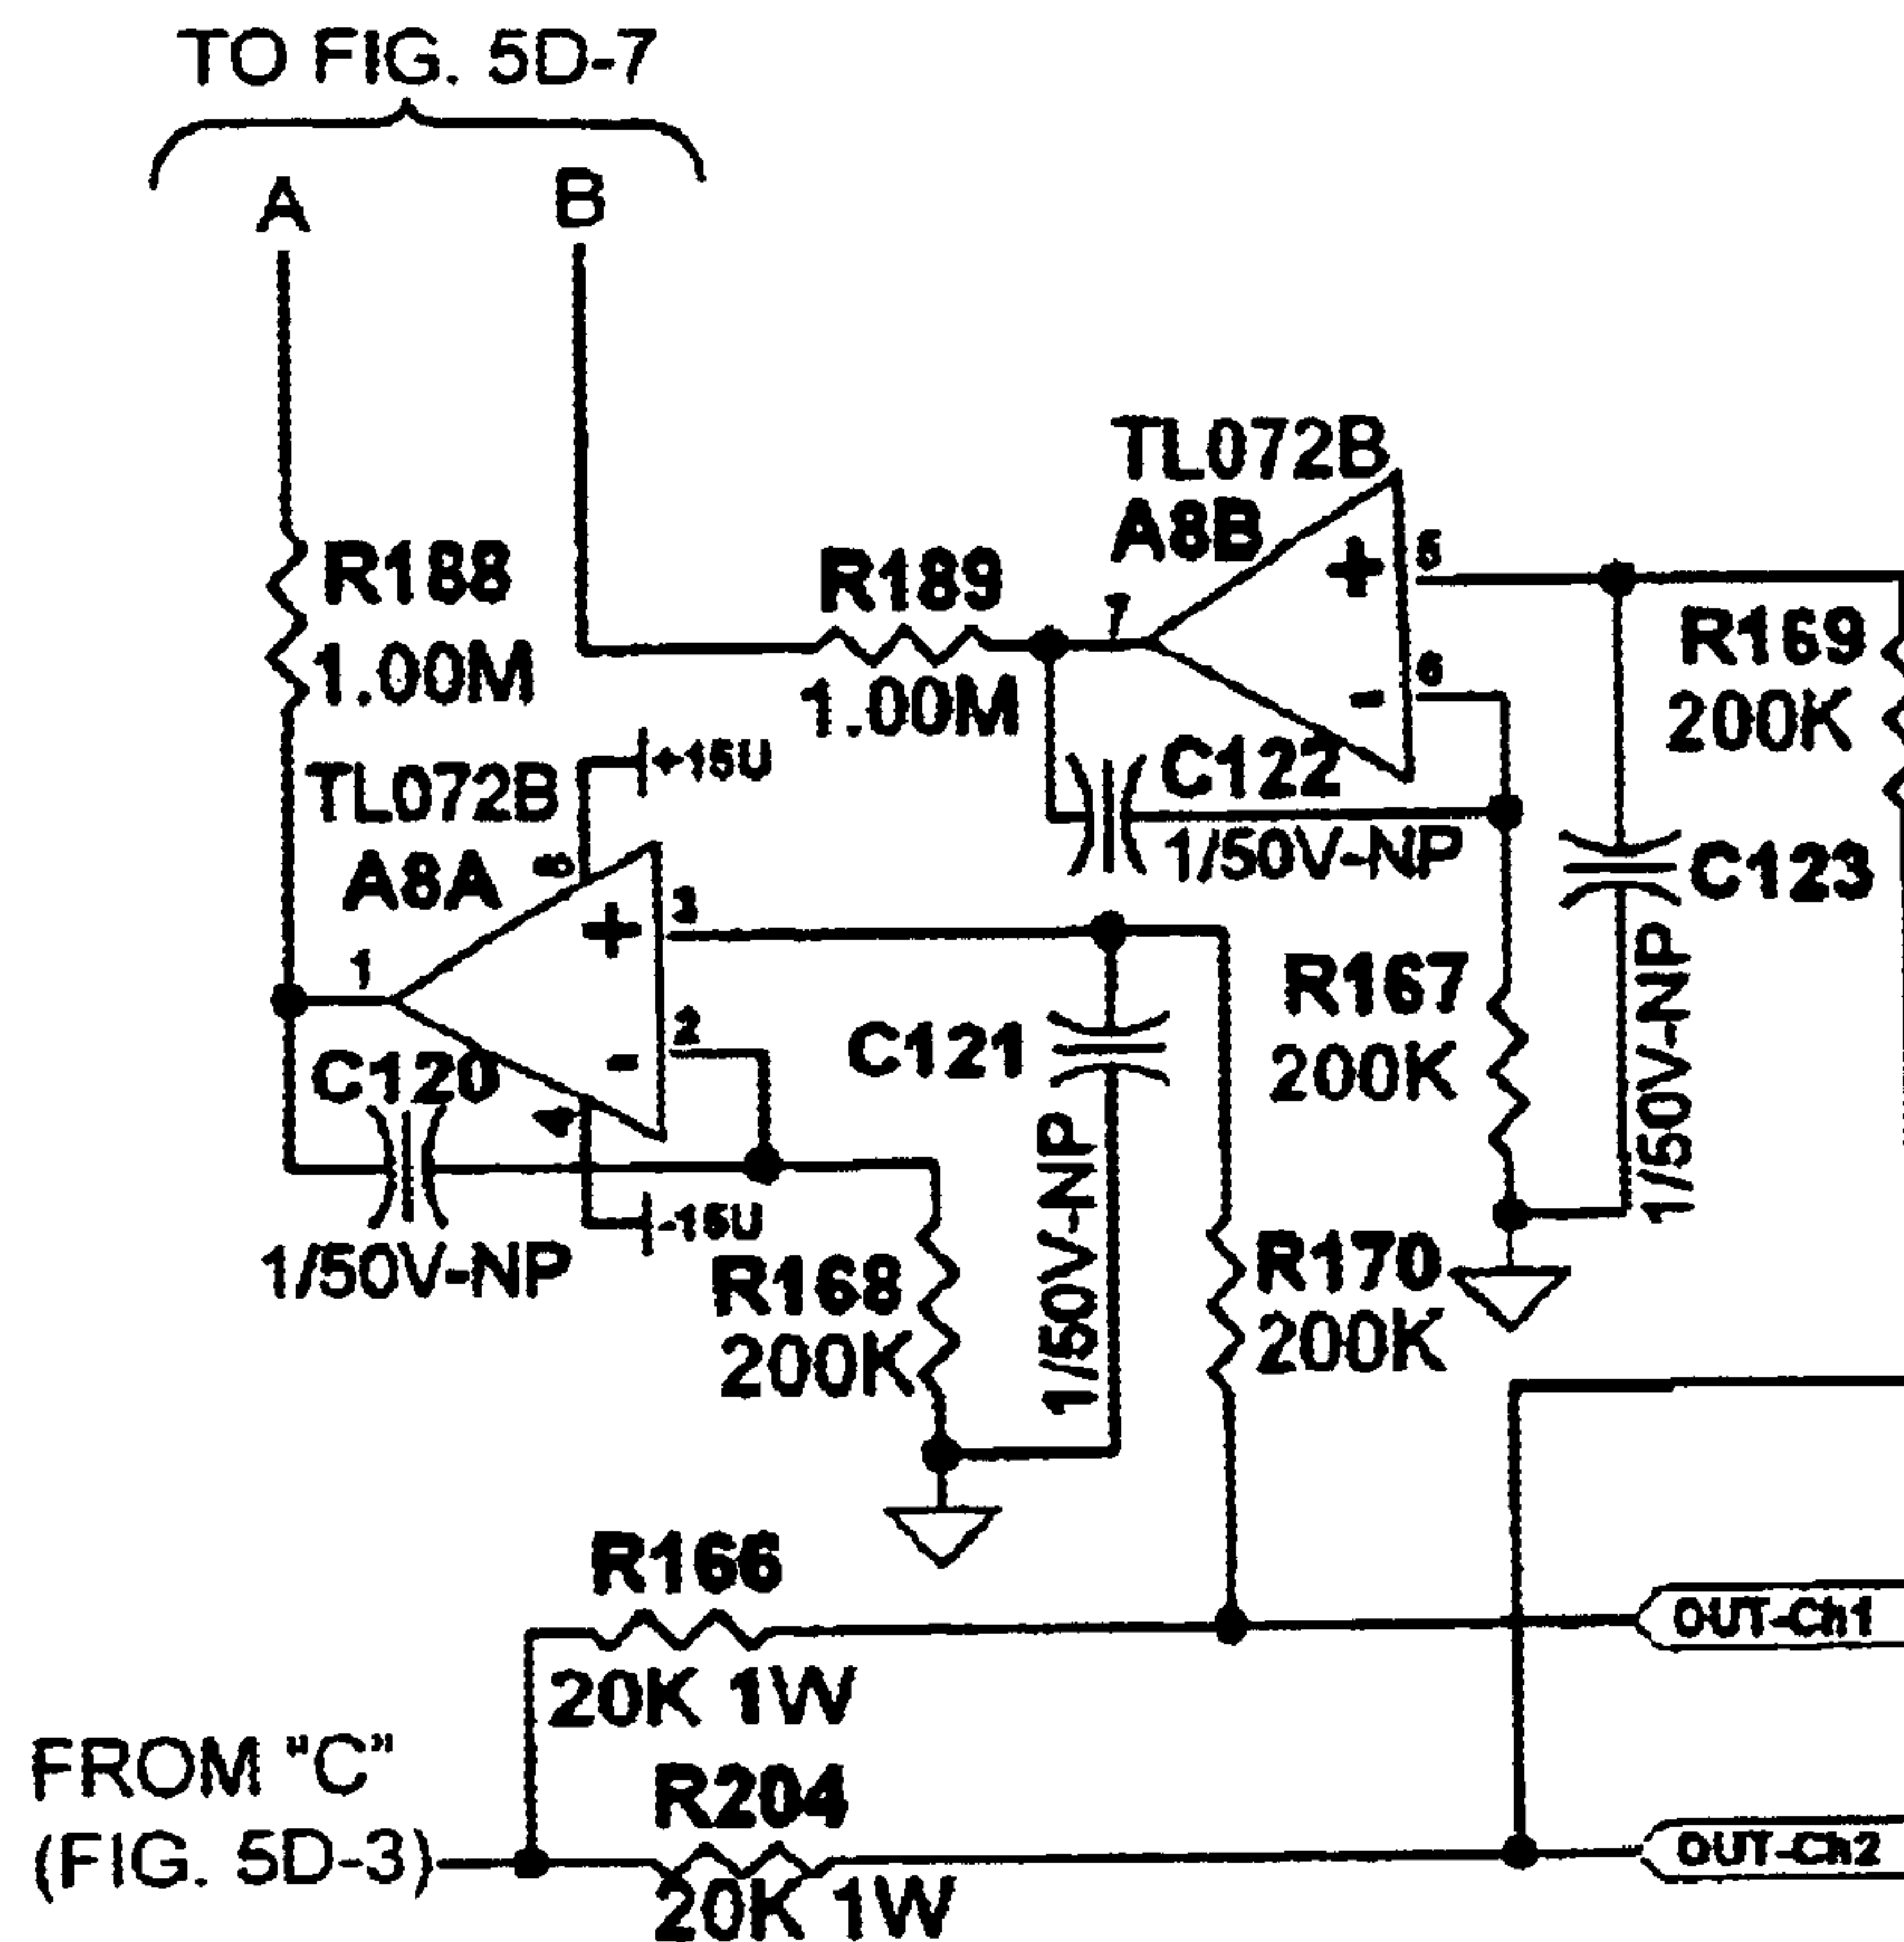 TO FIG. 5D-7
A
B
TL072B
A8B
+
5
R188
R189
7
1.00M
1.00M
-
6
R169
200K
+15U
C122
TL072B
1/50V-NP
A8A
8
C123
+
3
1
R167
200K
1/50V-NP
2
-
C121
C120
4
1/50V-NP
-15U
1/50V-NP
R168
200K
R170
200K
R166
20K 1W
OUT-Ch1
FROM "C"
(FIG. 5D-3)
R204
20K 1W
OUT-Ch2